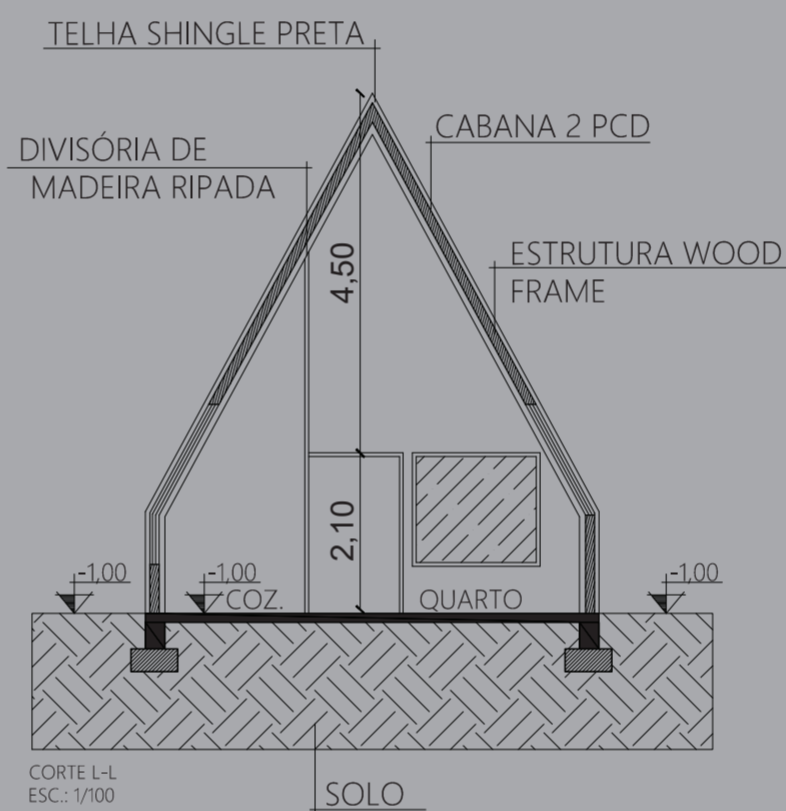 TELHA SHINGLE PRETA
CABANA 2 PCD
DIVISÓRIA DE
MADEIRA RIPADA
ESTRUTURA WOOD
FRAME
4,50
2,10
-1,00
-1,00
-1,00
COZ.
QUARTO
CORTE L-L
ESC.: 1/100
SOLO